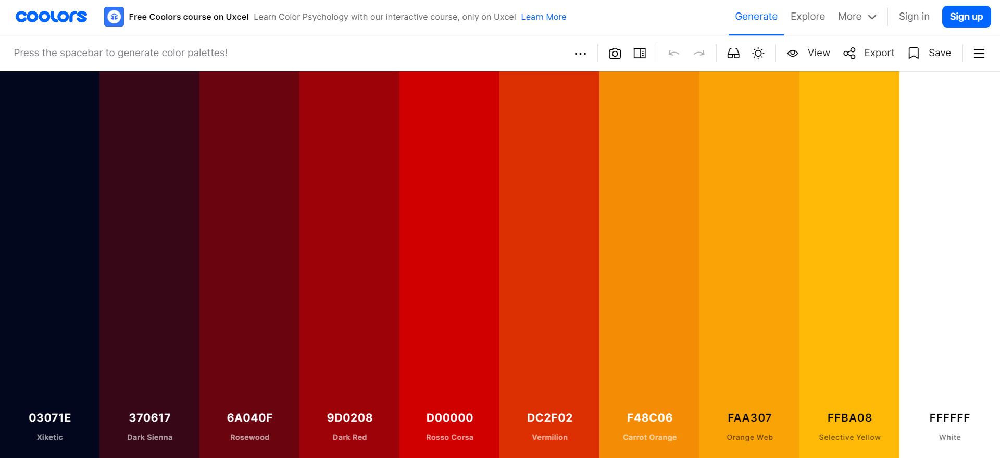 coolors
Free Coolors course on Uxcel Learn Color Psychology with our interactive course, only on Uxcel Learn More
Generate Explore More Sign in Sign up
Press the spacebar to generate color palettes!
View Export Save
03071E 370617 6A040F 9D0208 D00000 DC2F02 F48C06 FAA307 FFBA08 FFFFFF
Xiketic Dark Sienna Rosewood Dark Red Rosso Corsa Vermilion Carrot Orange Orange Web Selective Yellow White